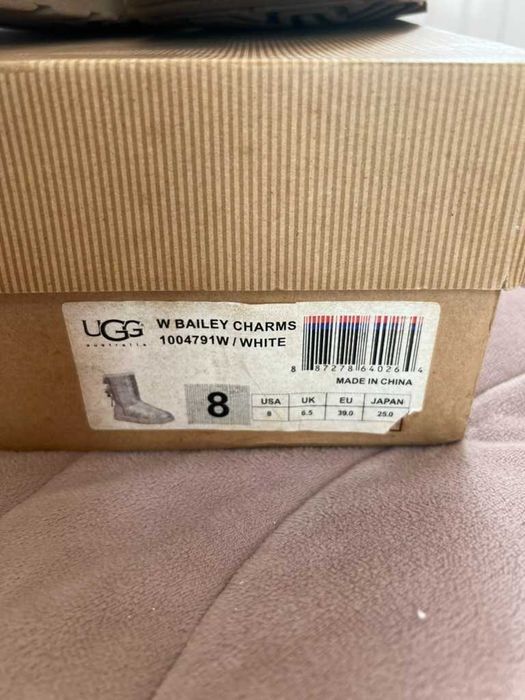 UGG
australia
W BAILEY CHARMS
1004791W / WHITE
8 87278 64026 4
MADE IN CHINA
8
USA UK EU JAPAN
8 6.5 39.0 25.0